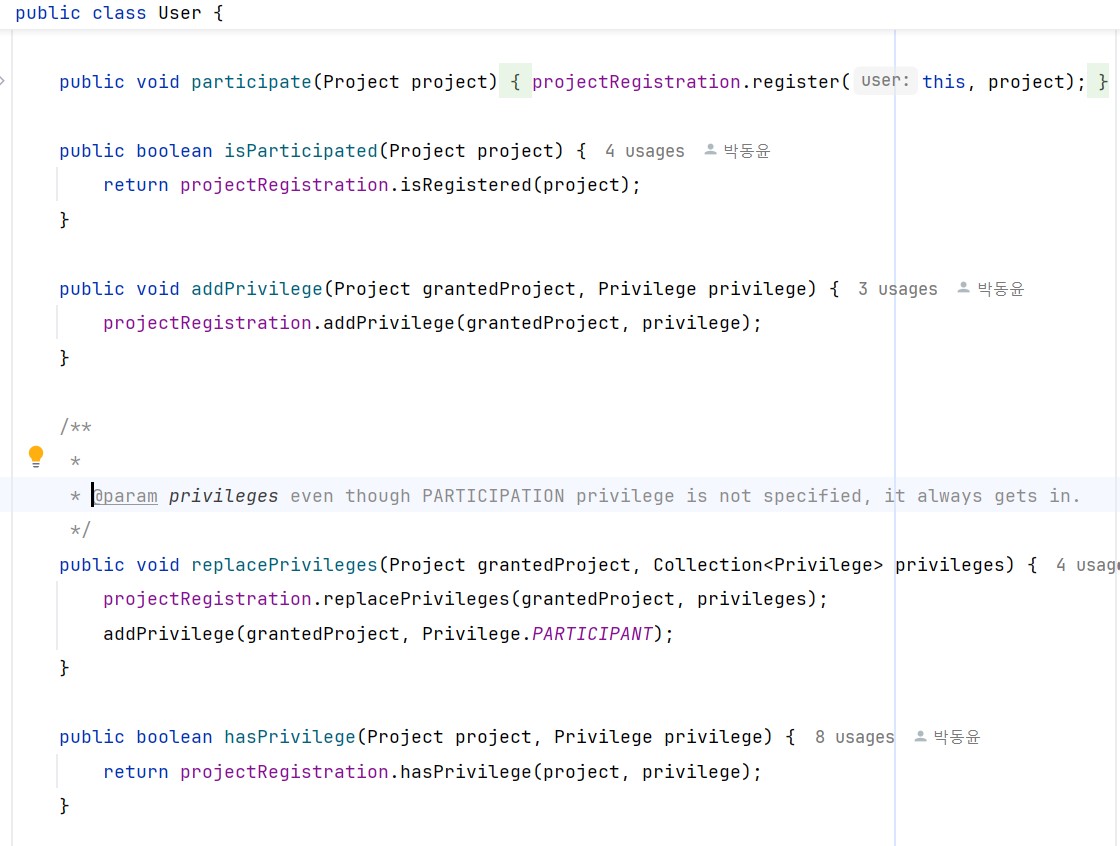 public class User {
public void participate(Project project) { projectRegistration.register( user: this, project); }
public boolean isParticipated(Project project) { 4 usages 박동윤
return projectRegistration.isRegistered(project);
}
public void addPrivilege(Project grantedProject, Privilege privilege) { 3 usages 박동윤
projectRegistration.addPrivilege(grantedProject, privilege);
}
/**
*
* @param privileges even though PARTICIPATION privilege is not specified, it always gets in.
*/
public void replacePrivileges(Project grantedProject, Collection<Privilege> privileges) { 4 usag
projectRegistration.replacePrivileges(grantedProject, privileges);
addPrivilege(grantedProject, Privilege.PARTICIPANT);
}
public boolean hasPrivilege(Project project, Privilege privilege) { 8 usages 박동윤
return projectRegistration.hasPrivilege(project, privilege);
}